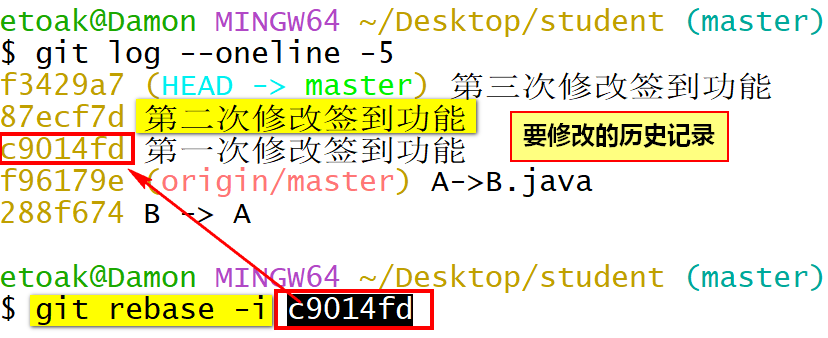 etoak@Damon MINGW64 ~/Desktop/student (master)
$ git log --oneline -5
f3429a7 (HEAD -> master) 第三次修改签到功能
87ecf7d 第二次修改签到功能
c9014fd 第一次修改签到功能
要修改的历史记录
f96179e (origin/master) A->B.java
288f674 B -> A
etoak@Damon MINGW64 ~/Desktop/student (master)
$ git rebase -i c9014fd